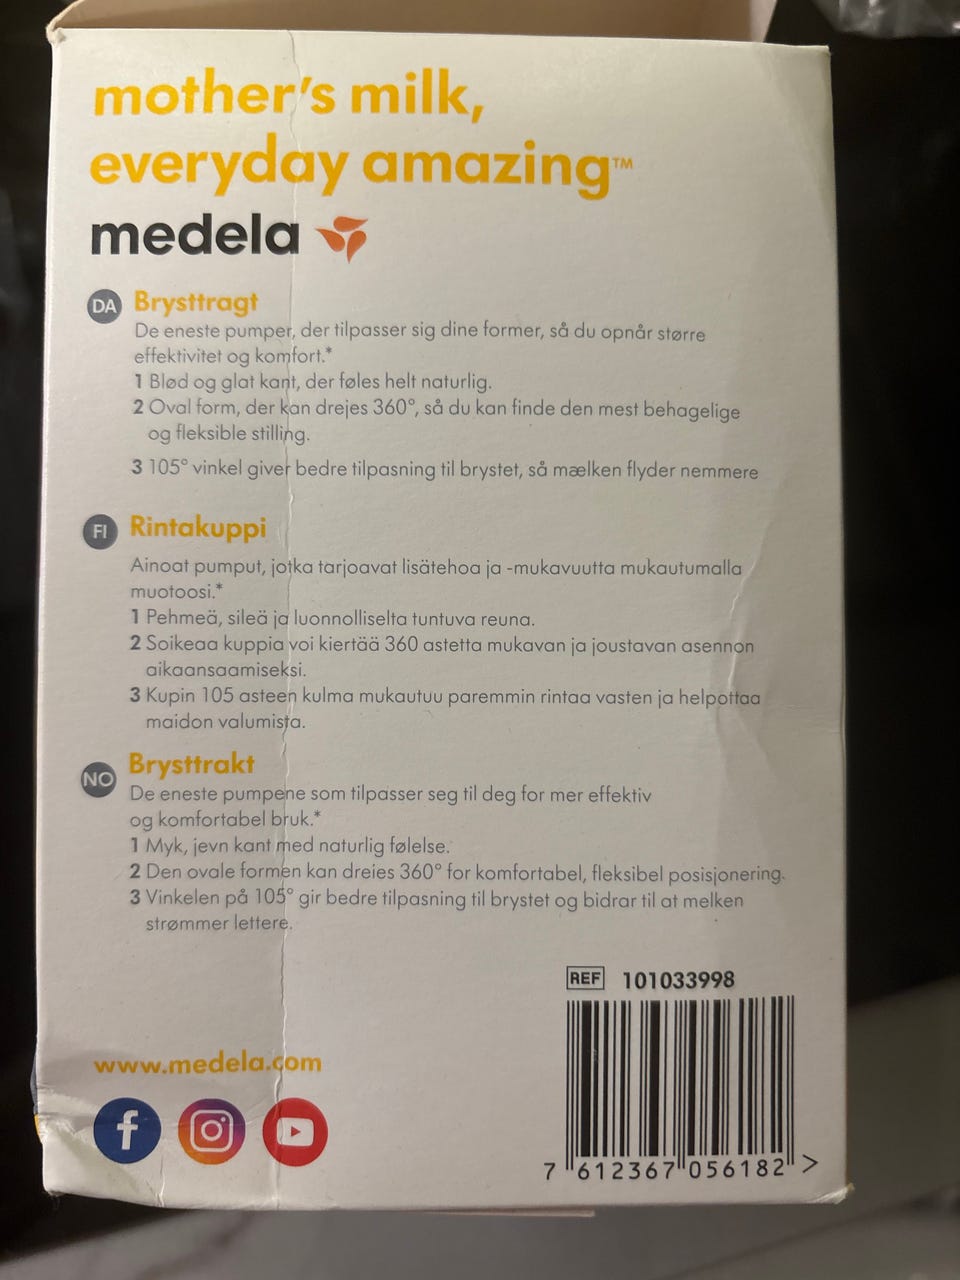 mother's milk,
everyday amazing™
medela
DA Brysttragt
De eneste pumper, der tilpasser sig dine former, så du opnår større
effektivitet og komfort.*
1 Blød og glat kant, der føles helt naturlig.
2 Oval form, der kan drejes 360°, så du kan finde den mest behagelige
og fleksible stilling.
3 105° vinkel giver bedre tilpasning til brystet, så mælken flyder nemmere
FI Rintakuppi
Ainoat pumput, jotka tarjoavat lisätehoa ja -mukavuutta mukautumalla
muotoosi.*
1 Pehmeä, sileä ja luonnolliselta tuntuva reuna.
2 Soikeaa kuppia voi kiertää 360 astetta mukavan ja joustavan asennon
aikaansaamiseksi.
3 Kupin 105 asteen kulma mukautuu paremmin rintaa vasten ja helpottaa
maidon valumista.
NO Brysttrakt
De eneste pumpene som tilpasser seg til deg for mer effektiv
og komfortabel bruk.*
1 Myk, jevn kant med naturlig følelse.
2 Den ovale formen kan dreies 360° for komfortabel, fleksibel posisjonering.
3 Vinkelen på 105° gir bedre tilpasning til brystet og bidrar til at melken
strømmer lettere.
REF 101033998
www.medela.com
7 612367 056182 >